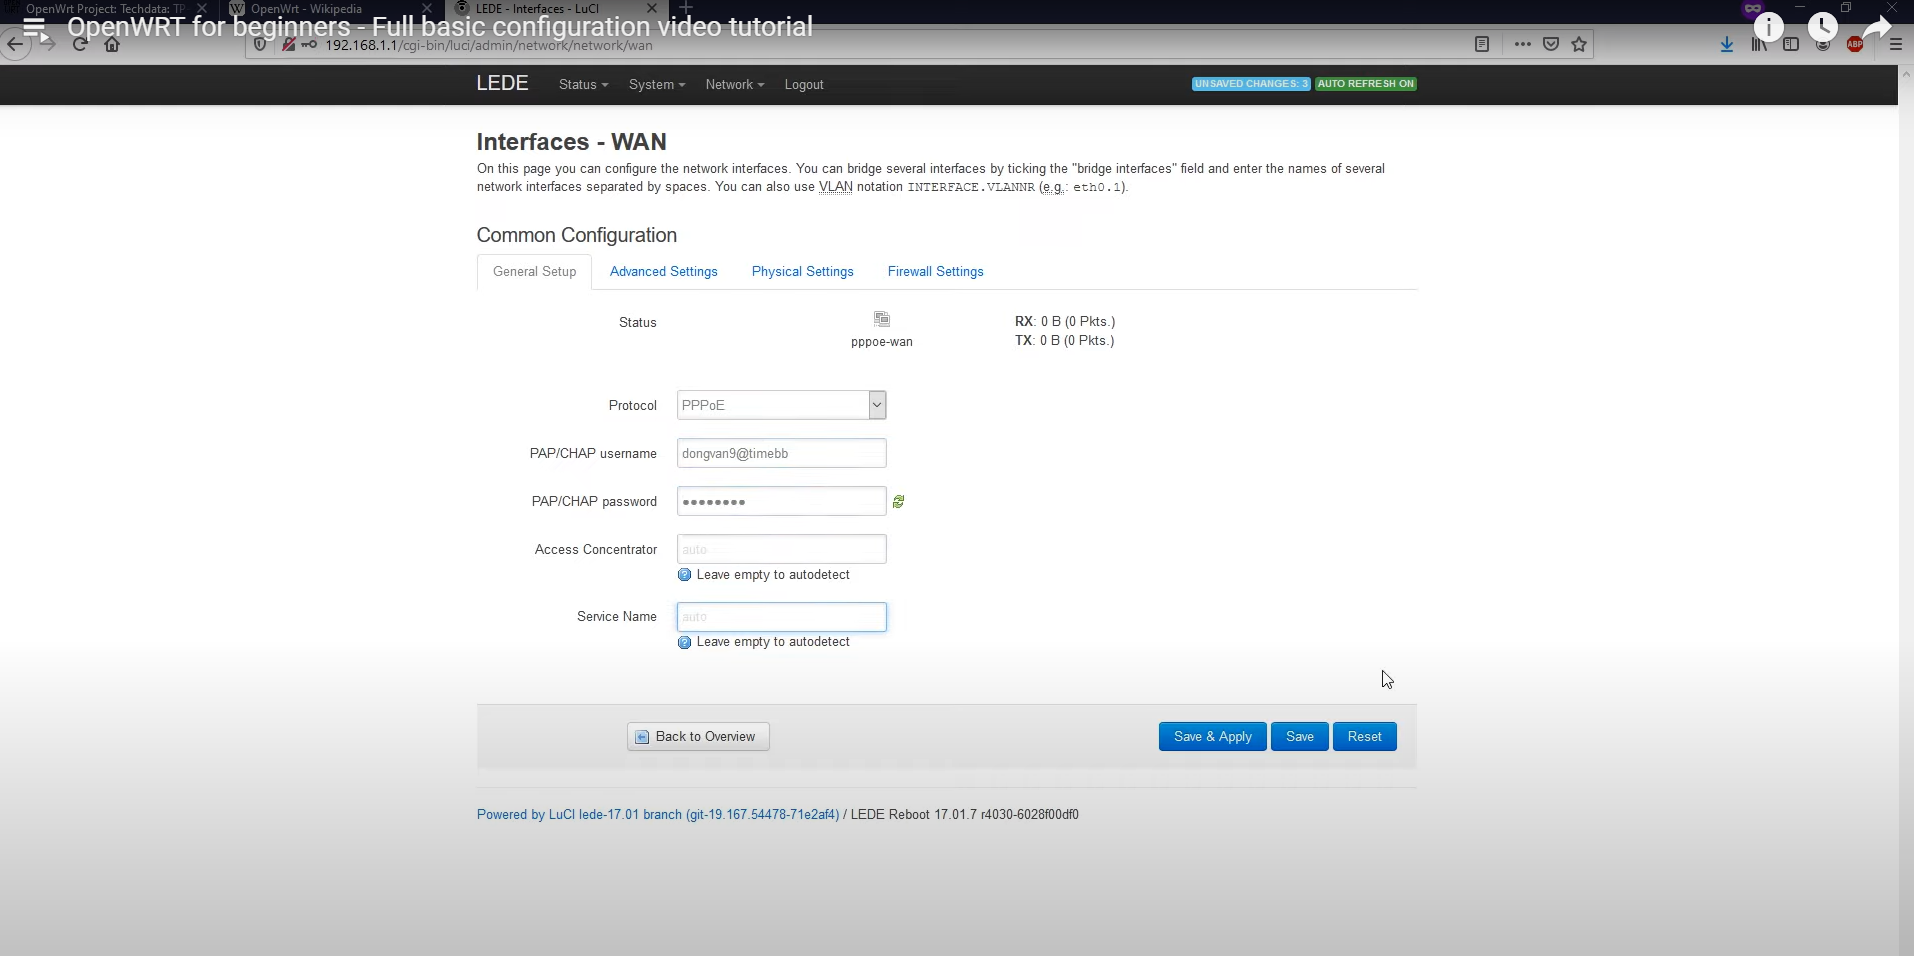 OpenWrt Project: Techdata: TP
OpenWrt - Wikipedia
LEDE - Interfaces - LuCI
OpenWRT for beginners - Full basic configuration video tutorial
192.168.1.1/cgi-bin/luci/admin/network/network/wan
ABP
LEDE Status System Network Logout UNSAVED CHANGES: 3 AUTO REFRESH ON
Interfaces - WAN
On this page you can configure the network interfaces. You can bridge several interfaces by ticking the "bridge interfaces" field and enter the names of several
network interfaces separated by spaces. You can also use VLAN notation INTERFACE.VLANNR (e.g.: eth0.1).
Common Configuration
General Setup Advanced Settings Physical Settings Firewall Settings
Status
pppoe-wan
RX: 0 B (0 Pkts.)
TX: 0 B (0 Pkts.)
Protocol PPPoE
PAP/CHAP username dongvan9@timebb
PAP/CHAP password ••••••••
Access Concentrator auto
Leave empty to autodetect
Service Name auto
Leave empty to autodetect
Back to Overview Save & Apply Save Reset
Powered by LuCI lede-17.01 branch (git-19.167.54478-71e2af4) / LEDE Reboot 17.01.7 r4030-6028f00df0